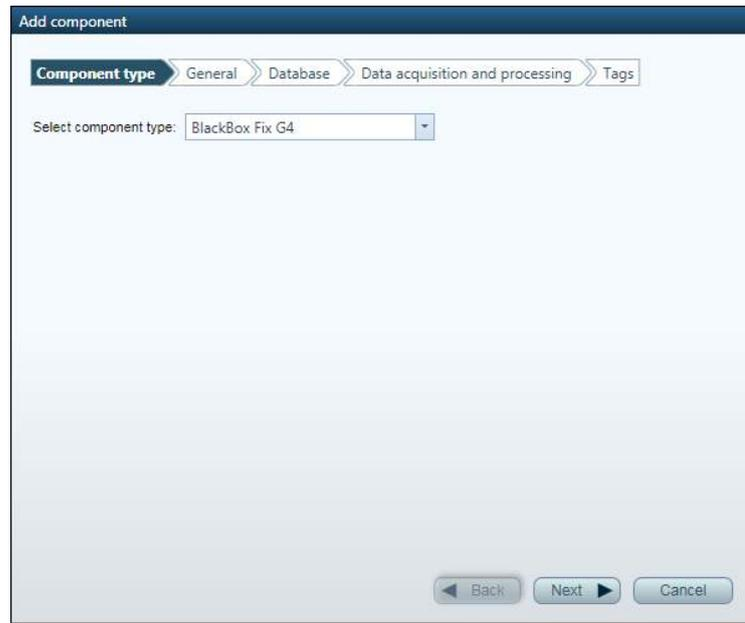 Add component
Component type General Database Data acquisition and processing Tags
Select component type: BlackBox Fix G4
Back Next Cancel